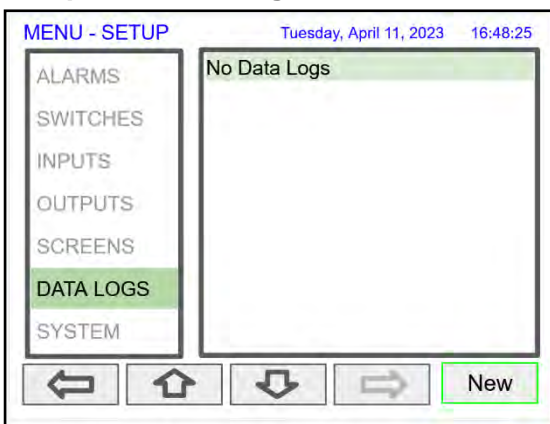 MENU - SETUP Tuesday, April 11, 2023 16:48:25
ALARMS
SWITCHES
INPUTS
OUTPUTS
SCREENS
DATA LOGS
SYSTEM
No Data Logs
New